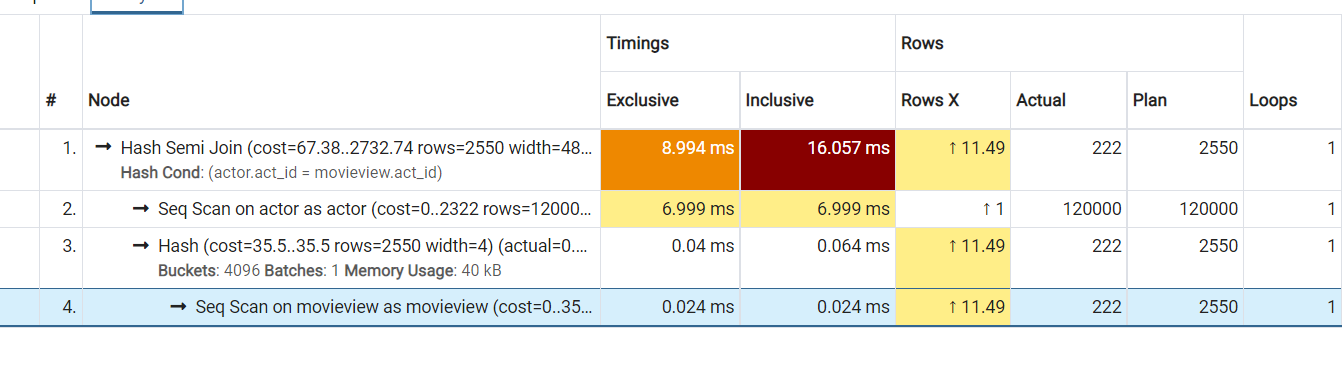 Timings Rows
# Node Exclusive Inclusive Rows X Actual Plan Loops
1. → Hash Semi Join (cost=67.38..2732.74 rows=2550 width=48... 8.994 ms 16.057 ms ↑ 11.49 222 2550 1
Hash Cond: (actor.act_id = movieview.act_id)
2. → Seq Scan on actor as actor (cost=0..2322 rows=12000... 6.999 ms 6.999 ms ↑ 1 120000 120000 1
3. → Hash (cost=35.5..35.5 rows=2550 width=4) (actual=0.... 0.04 ms 0.064 ms ↑ 11.49 222 2550 1
Buckets: 4096 Batches: 1 Memory Usage: 40 kB
4. → Seq Scan on movieview as movieview (cost=0..35... 0.024 ms 0.024 ms ↑ 11.49 222 2550 1